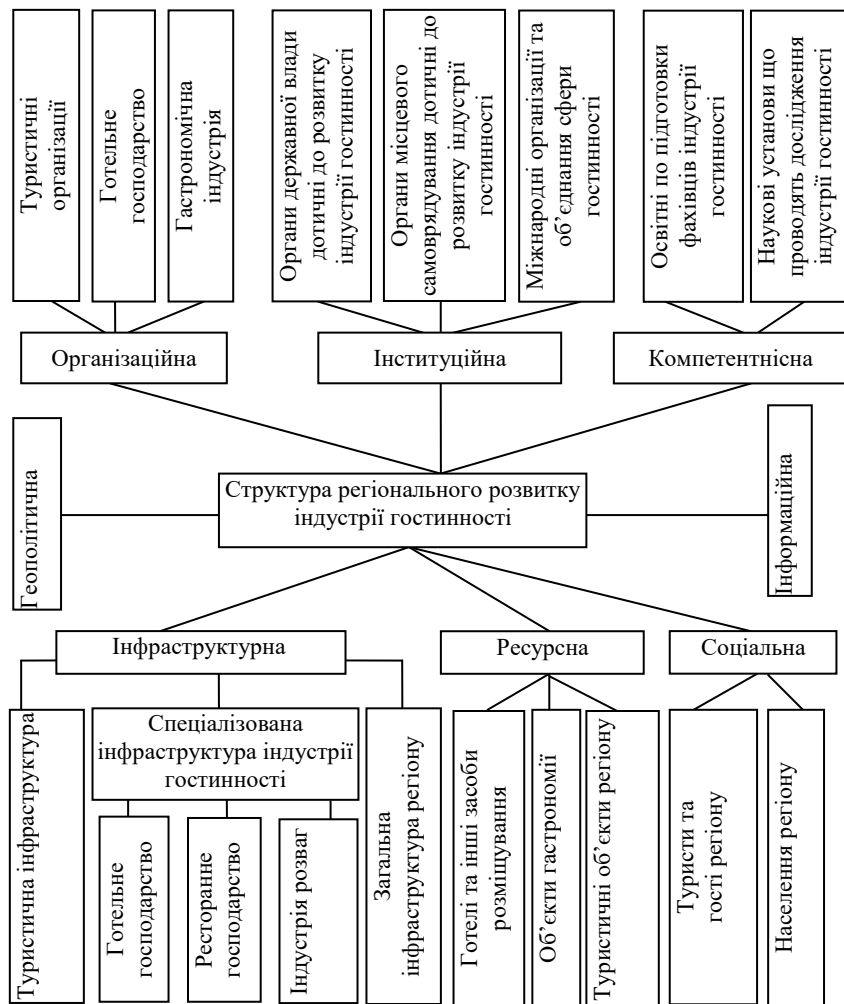 Туристичні
організації
Готельне
господарство
Гастрономічна
індустрія
Органи державної влади
дотичні до розвитку
індустрії гостинності
Органи місцевого
самоврядування дотичні до
розвитку індустрії
гостинності
Міжнародні організації та
об’єднання сфери
гостинності
Освітні по підготовки
фахівців індустрії
гостинності
Наукові установи що
проводять дослідження
індустрії гостинності
Організаційна
Інституційна
Компетентнісна
Геополітична
Структура регіонального розвитку
індустрії гостинності
Інформаційна
Інфраструктурна
Ресурсна
Соціальна
Туристична інфраструктура
Спеціалізована
інфраструктура індустрії
гостинності
Готельне
господарство
Ресторанне
господарство
Індустрія розваг
Загальна
інфраструктура регіону
Готелі та інші засоби
розміщування
Об’єкти гастрономії
Туристичні об’єкти регіону
Туристи та
гості регіону
Населення регіону